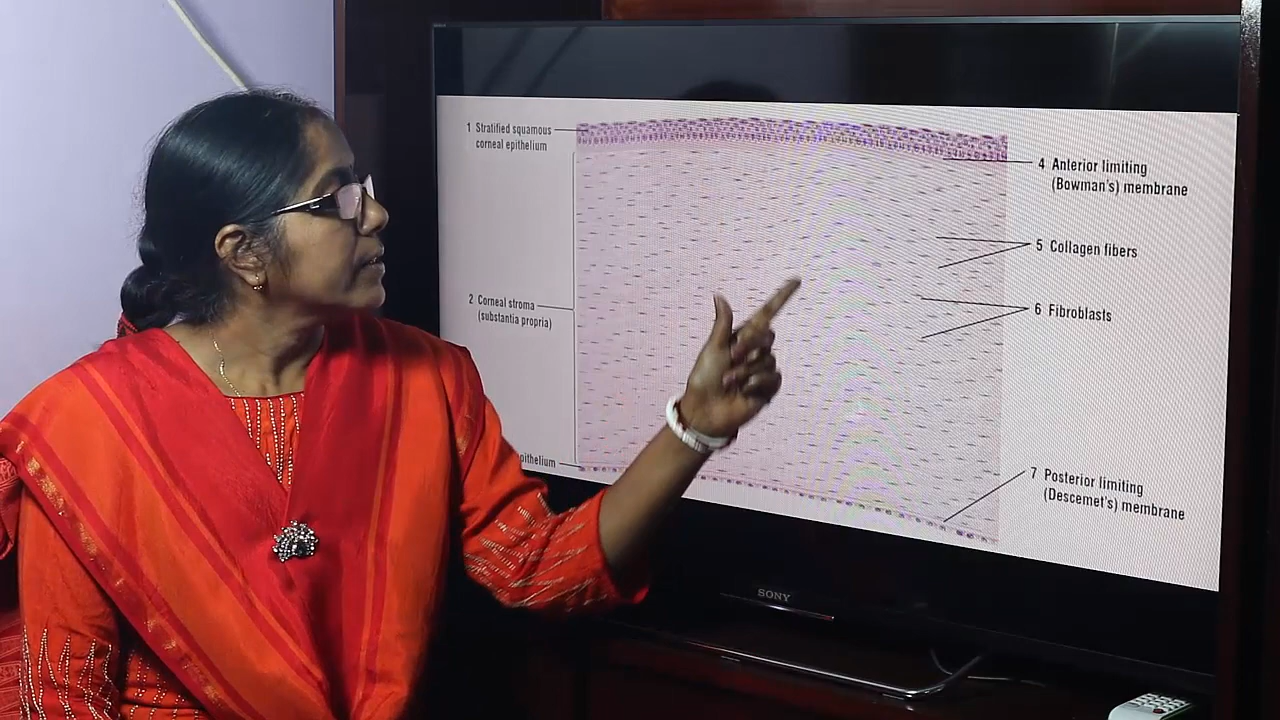 1 Stratified squamous
corneal epithelium
4 Anterior limiting
(Bowman's) membrane
5 Collagen fibers
2 Corneal stroma
(substantia propria)
6 Fibroblasts
pithelium
7 Posterior limiting
(Descemet's) membrane
SONY